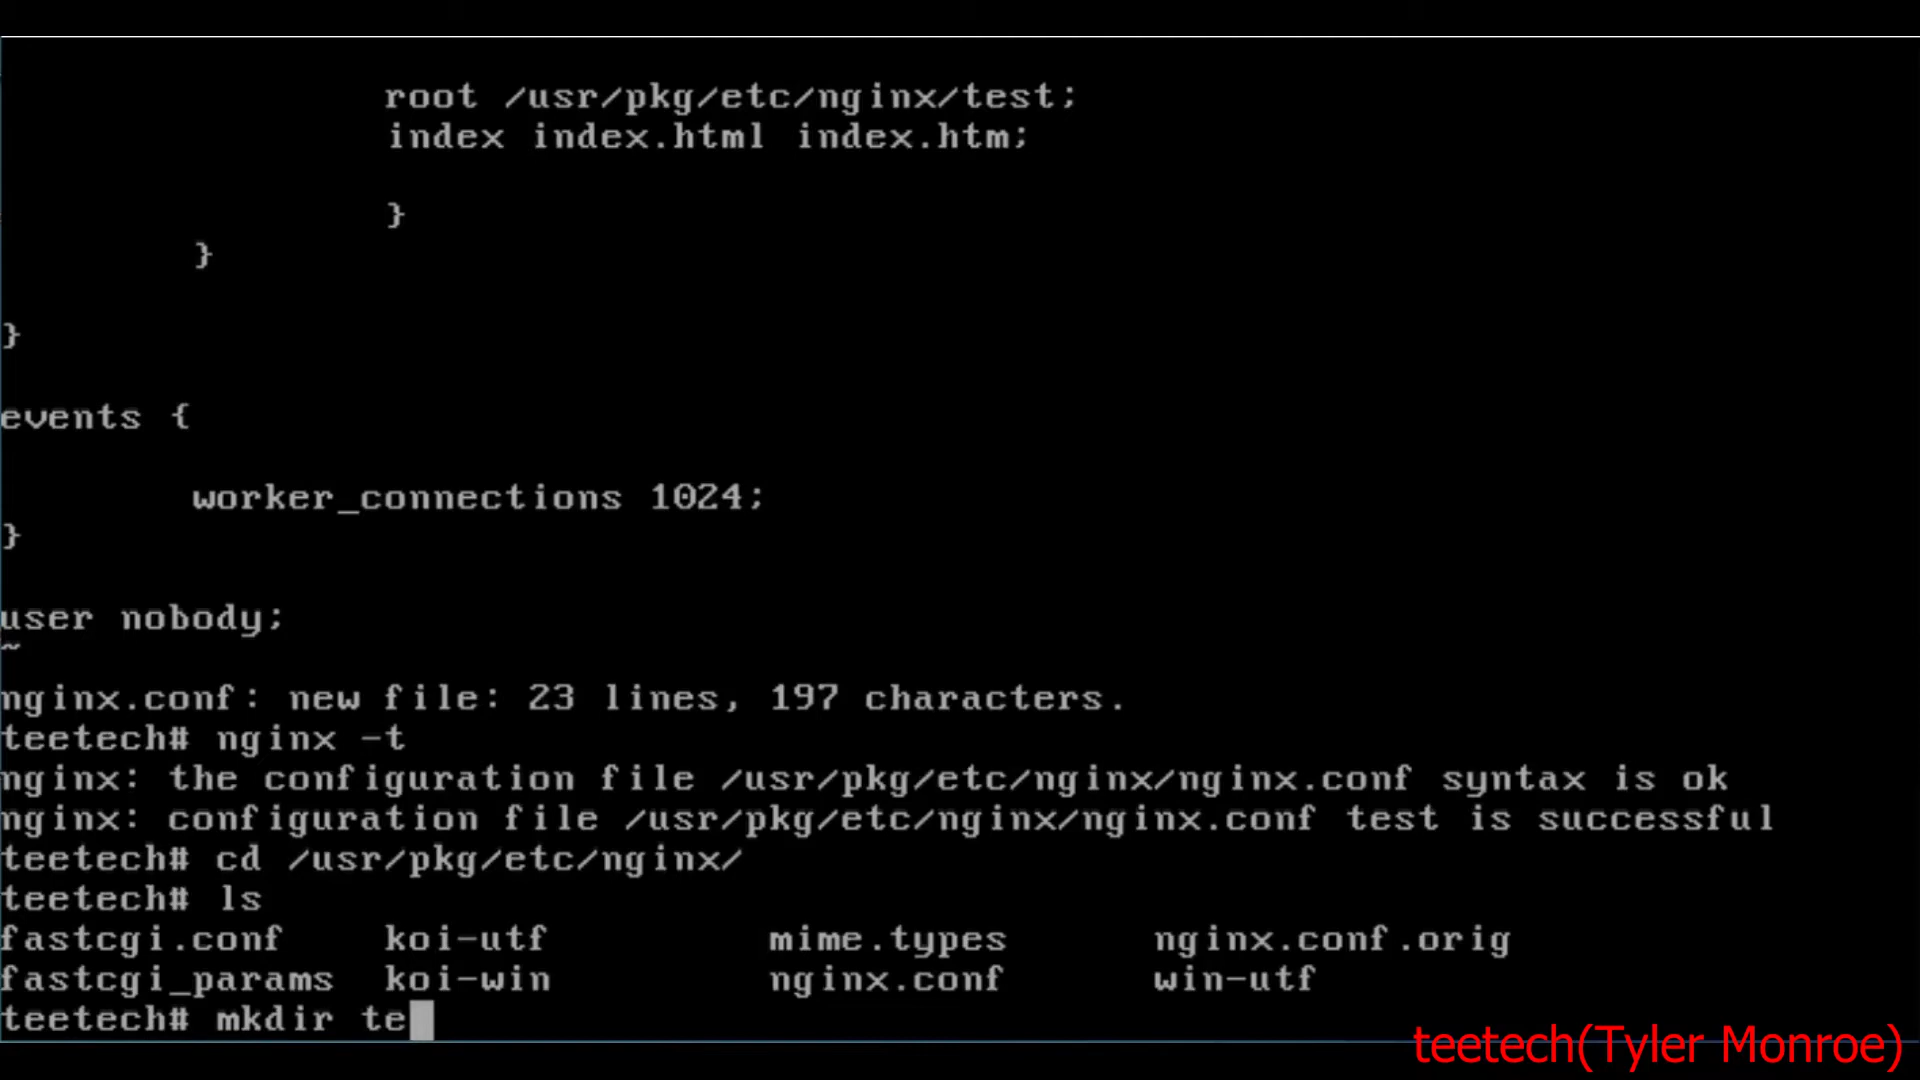 root /usr/pkg/etc/nginx/test;
index index.html index.htm;
}
}
}
events {
worker_connections 1024;
}
user nobody;
~
nginx.conf: new file: 23 lines, 197 characters.
teetech# nginx -t
nginx: the configuration file /usr/pkg/etc/nginx/nginx.conf syntax is ok
nginx: configuration file /usr/pkg/etc/nginx/nginx.conf test is successful
teetech# cd /usr/pkg/etc/nginx/
teetech# ls
fastcgi.conf koi-utf mime.types nginx.conf.orig
fastcgi_params koi-win nginx.conf win-utf
teetech# mkdir te
teetech(Tyler Monroe)